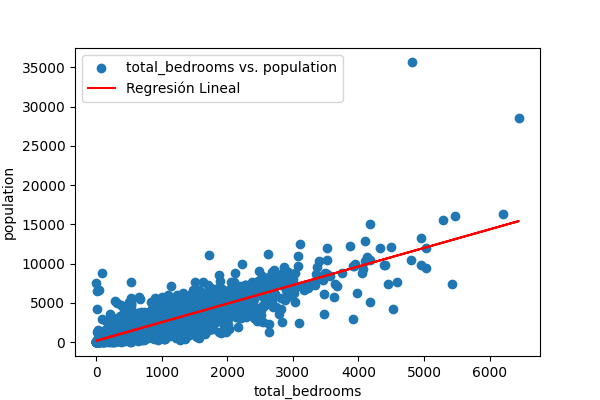 total_bedrooms vs. population
Regresión Lineal
35000
30000
25000
20000
15000
10000
5000
0
population
0 1000 2000 3000 4000 5000 6000
total_bedrooms